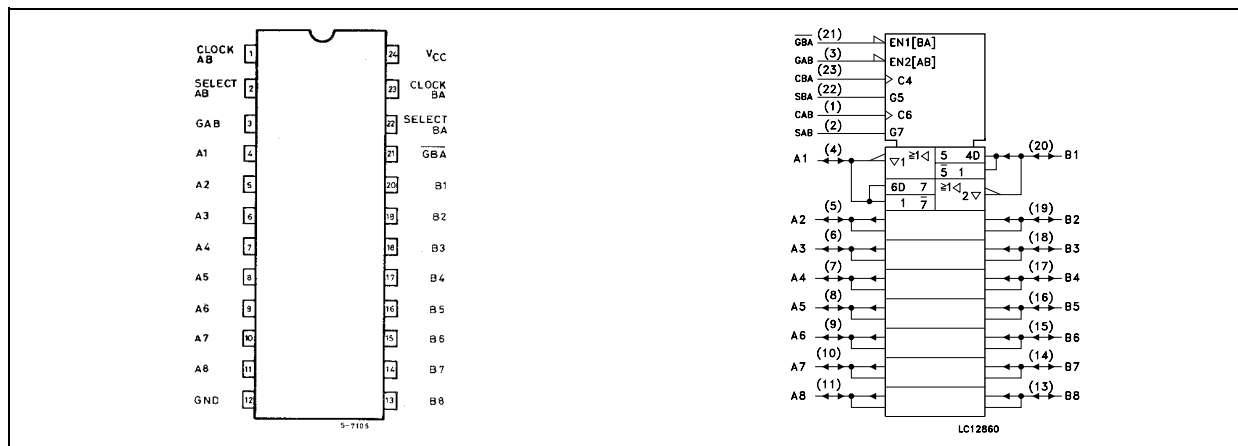 CLOCK AB 1
SELECT AB 2
GAB 3
A1 4
A2 5
A3 6
A4 7
A5 8
A6 9
A7 10
A8 11
GND 12
24 VCC
23 CLOCK BA
22 SELECT BA
21 G̅B̅A̅
20 B1
19 B2
18 B3
17 B4
16 B5
15 B6
14 B7
13 B8
S-7105
G̅B̅A̅ (21) EN1[BA]
GAB (3) EN2[AB]
CBA (23) C4
SBA (22) G5
CAB (1) C6
SAB (2) G7
A1 (4) ▽1 ≥1◁ 5 4D (20) B1
5̅ 1
6D 7 ≥1◁ 2▽
1 7̅
A2 (5) (19) B2
A3 (6) (18) B3
A4 (7) (17) B4
A5 (8) (16) B5
A6 (9) (15) B6
A7 (10) (14) B7
A8 (11) (13) B8
LC12860